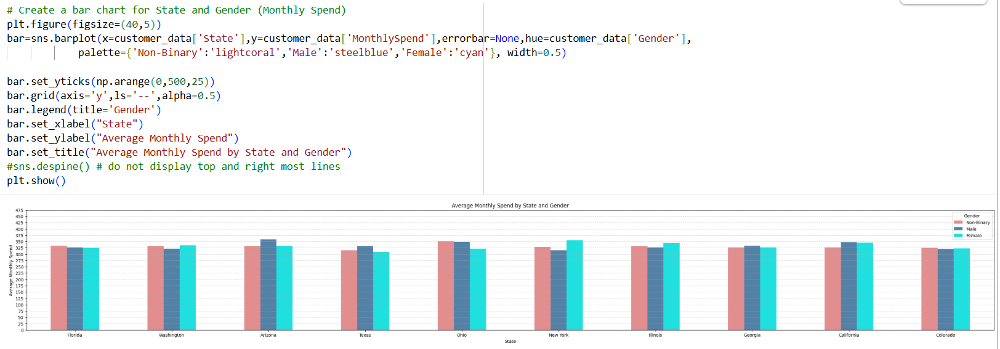 # Create a bar chart for State and Gender (Monthly Spend)
plt.figure(figsize=(40,5))
bar=sns.barplot(x=customer_data['State'],y=customer_data['MonthlySpend'],errorbar=None,hue=customer_data['Gender'],
palette={'Non-Binary':'lightcoral','Male':'steelblue','Female':'cyan'}, width=0.5)
bar.set_yticks(np.arange(0,500,25))
bar.grid(axis='y',ls='--',alpha=0.5)
bar.legend(title='Gender')
bar.set_xlabel("State")
bar.set_ylabel("Average Monthly Spend")
bar.set_title("Average Monthly Spend by State and Gender")
#sns.despine() # do not display top and right most lines
plt.show()
Average Monthly Spend by State and Gender
Average Monthly Spend
475
450
425
400
375
350
325
300
275
250
225
200
175
150
125
100
75
50
25
0
Gender
Non-Binary
Male
Female
Florida Washington Arizona Texas Ohio New York Illinois Georgia California Colorado
State